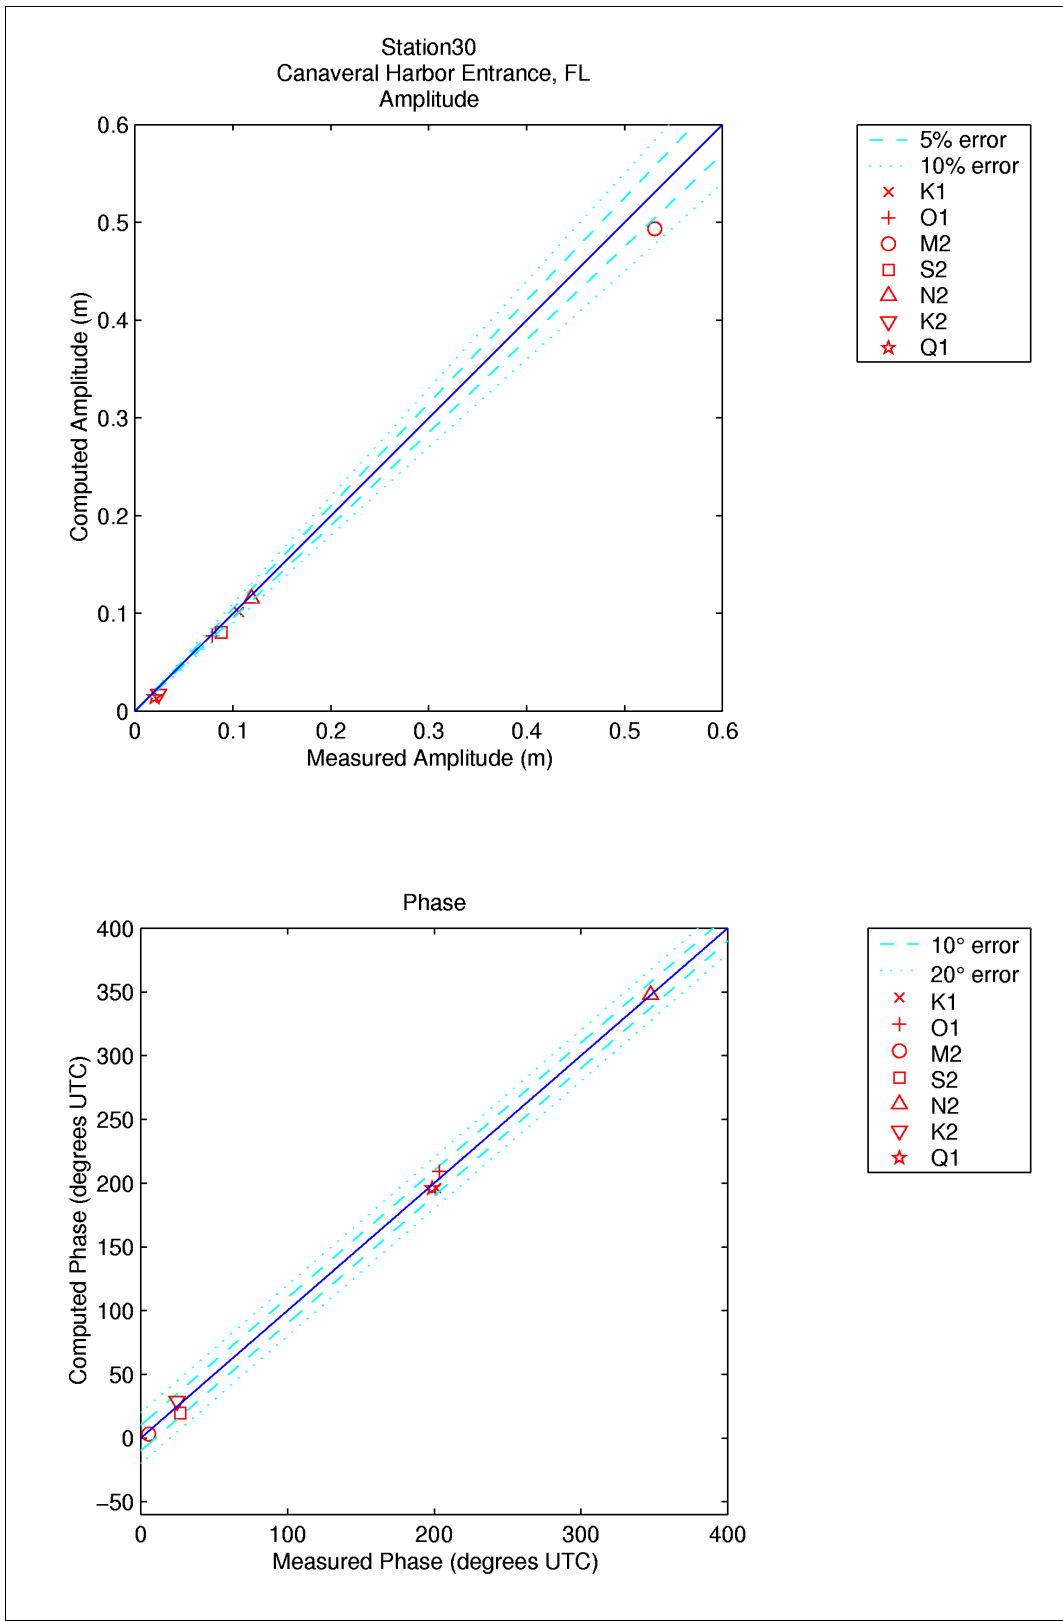 Station30
Canaveral Harbor Entrance, FL
Amplitude
0.6
0.5
0.4
0.3
0.2
0.1
0
Computed Amplitude (m)
0 0.1 0.2 0.3 0.4 0.5 0.6
Measured Amplitude (m)
5% error
10% error
K1
O1
M2
S2
N2
K2
Q1
Phase
400
350
300
250
200
150
100
50
0
−50
Computed Phase (degrees UTC)
0 100 200 300 400
Measured Phase (degrees UTC)
10° error
20° error
K1
O1
M2
S2
N2
K2
Q1